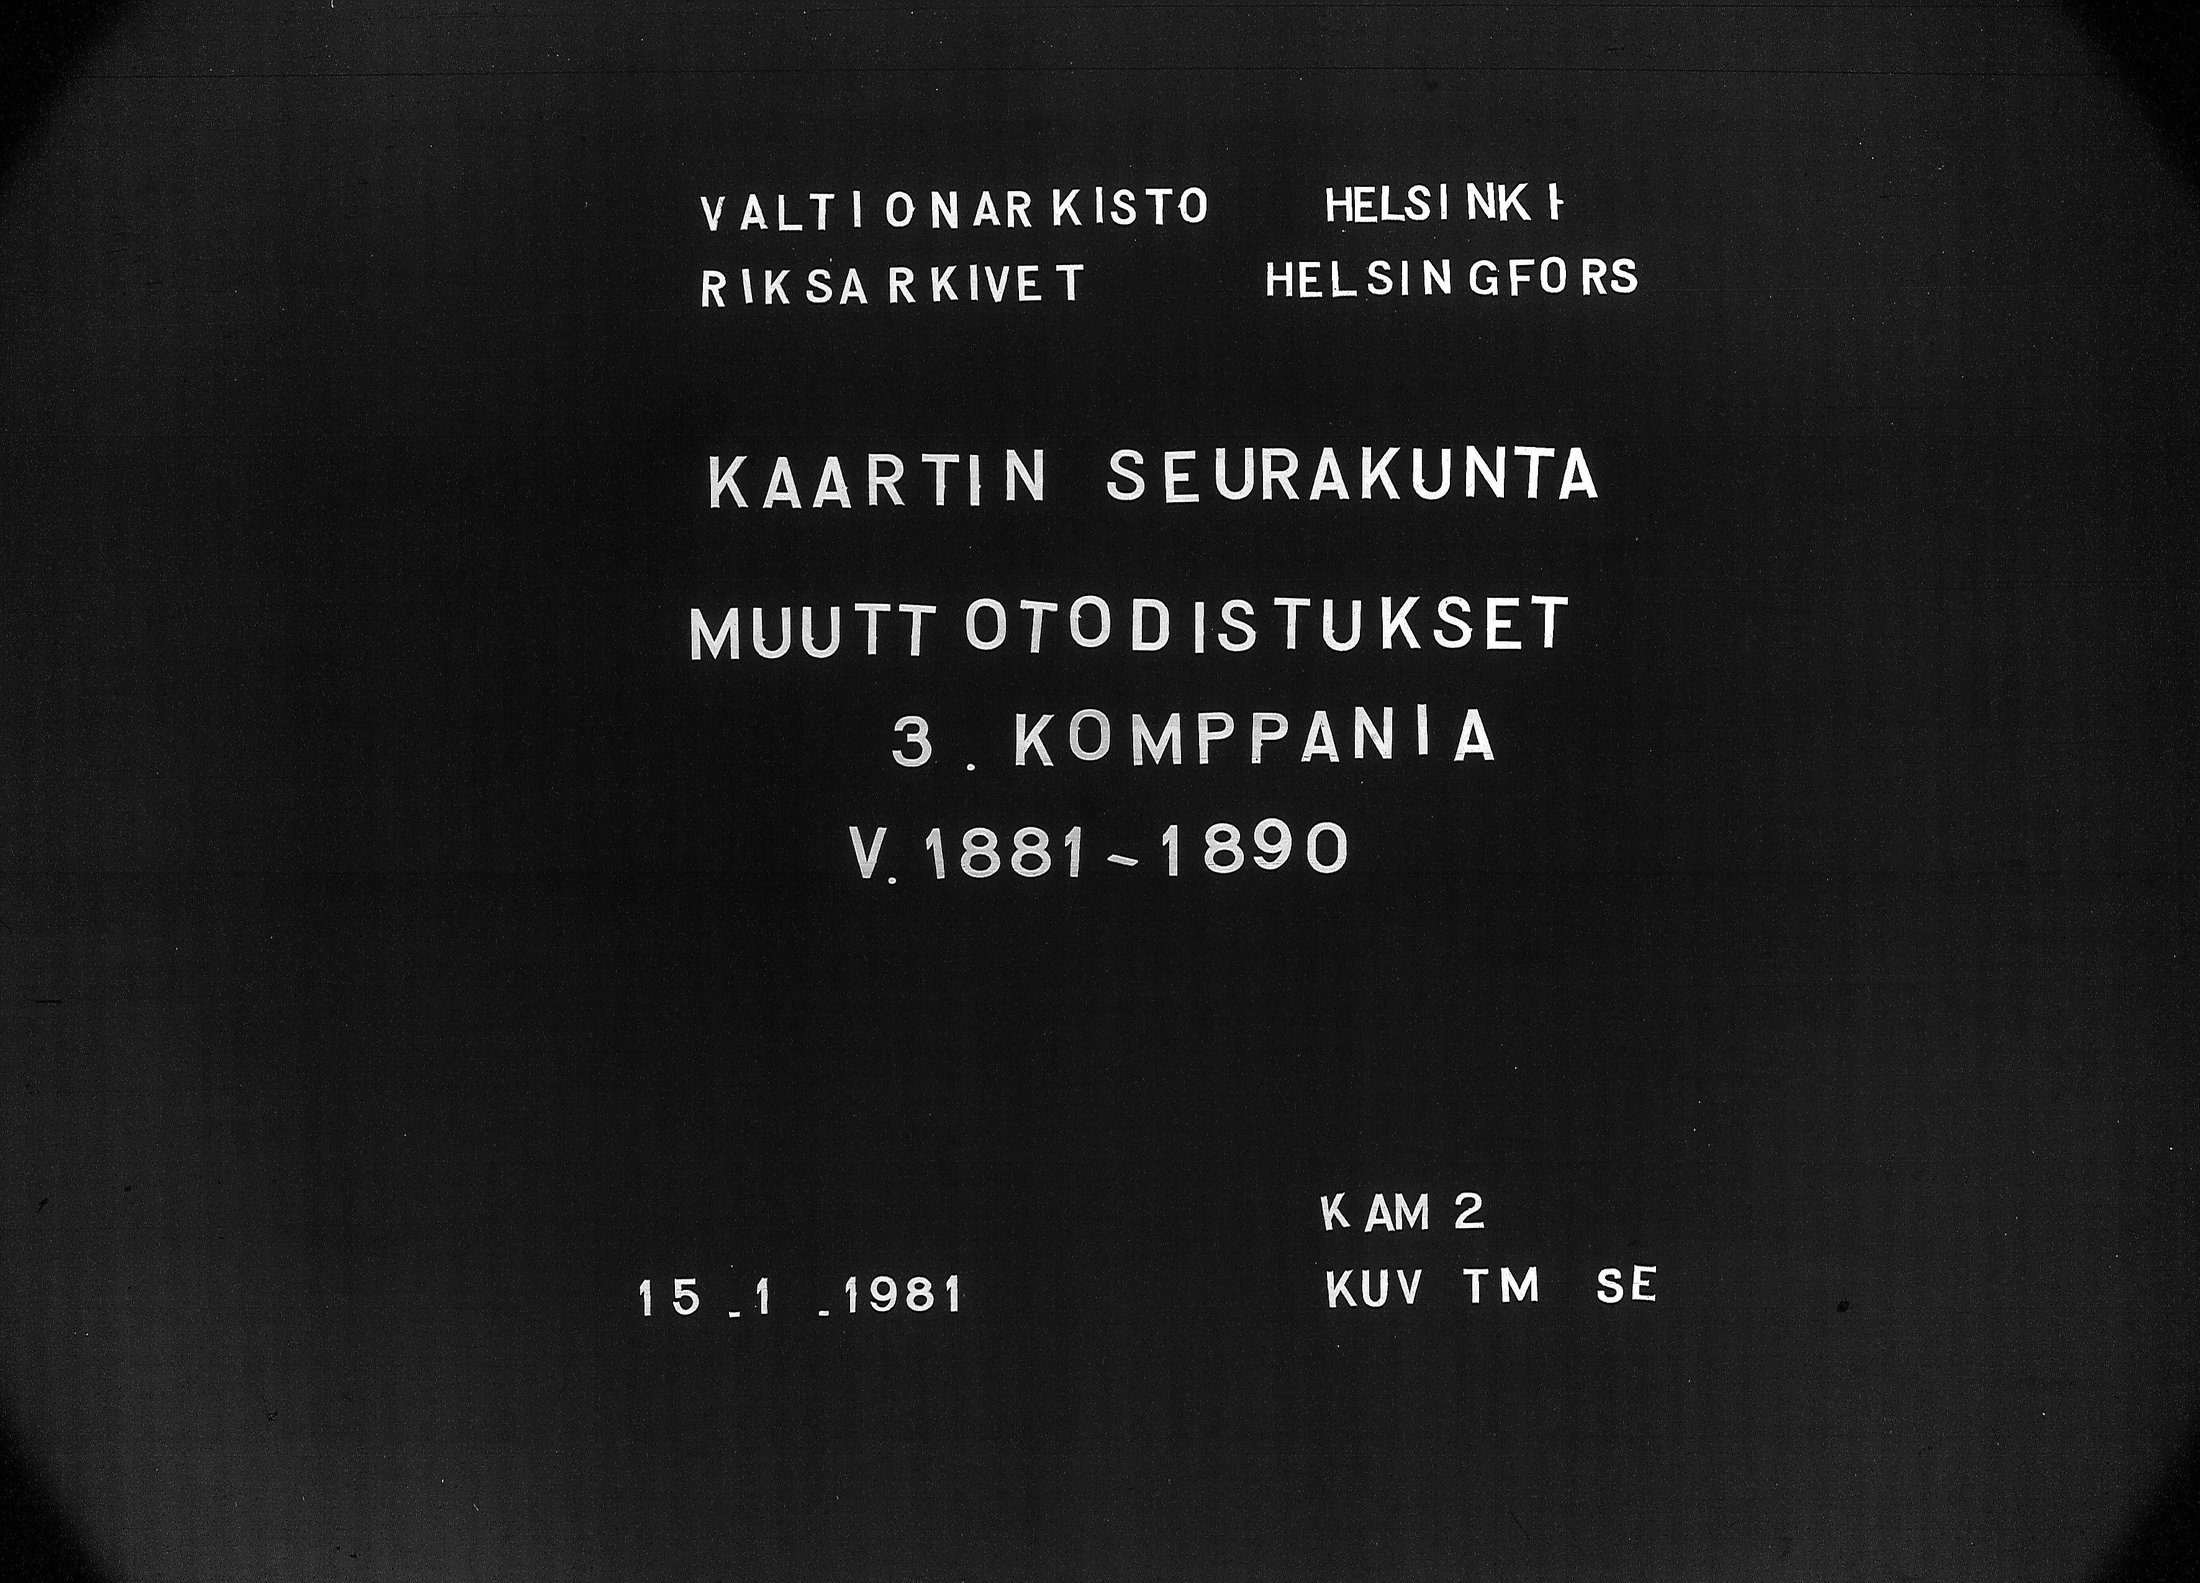 VALTIONARKISTO HELSINKI
RIKSARKIVET HELSINGFORS
KAARTIN SEURAKUNTA
MUUTTOTODISTUKSET
3. KOMPPANIA
V. 1881-1890
KAM 2
15.1.1981 KUV TM SE